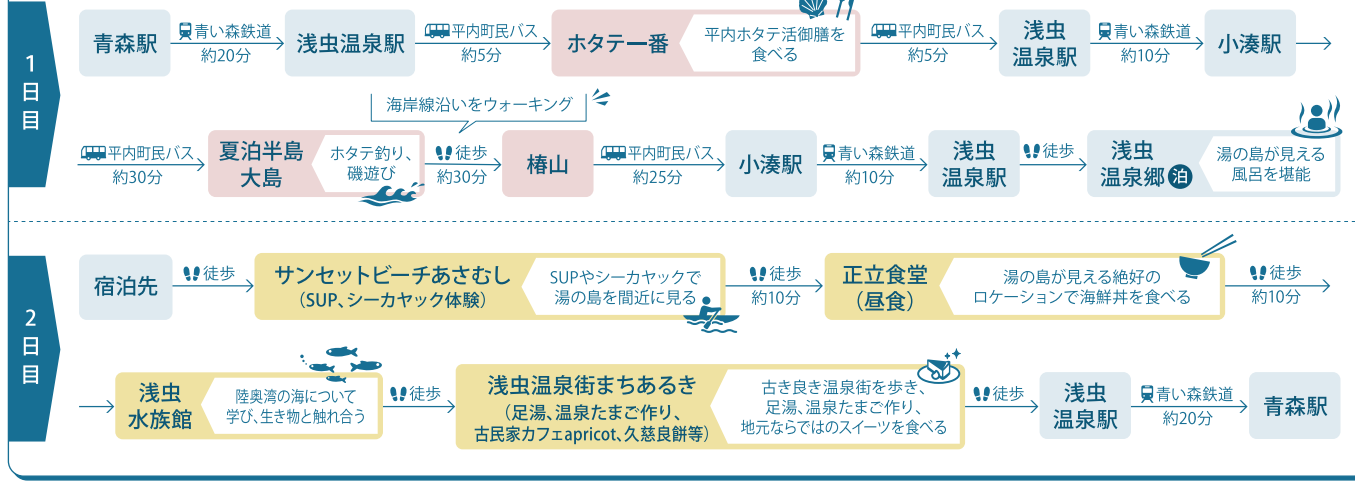 1日目
青森駅
青い森鉄道
約20分
浅虫温泉駅
平内町民バス
約5分
ホタテ一番
平内ホタテ活御膳を
食べる
平内町民バス
約5分
浅虫
温泉駅
青い森鉄道
約10分
小湊駅
平内町民バス
約30分
夏泊半島
大島
ホタテ釣り、
磯遊び
海岸線沿いをウォーキング
徒歩
約30分
椿山
平内町民バス
約25分
小湊駅
青い森鉄道
約10分
浅虫
温泉駅
徒歩
浅虫
温泉郷 泊
湯の島が見える
風呂を堪能
2日目
宿泊先
徒歩
サンセットビーチあさむし
（SUP、シーカヤック体験）
SUPやシーカヤックで
湯の島を間近に見る
徒歩
約10分
正立食堂
（昼食）
湯の島が見える絶好の
ロケーションで海鮮丼を食べる
徒歩
約10分
浅虫
水族館
陸奥湾の海について
学び、生き物と触れ合う
徒歩
浅虫温泉街まちあるき
（足湯、温泉たまご作り、
古民家カフェapricot、久慈良餅等）
古き良き温泉街を歩き、
足湯、温泉たまご作り、
地元ならではのスイーツを食べる
徒歩
浅虫
温泉駅
青い森鉄道
約20分
青森駅